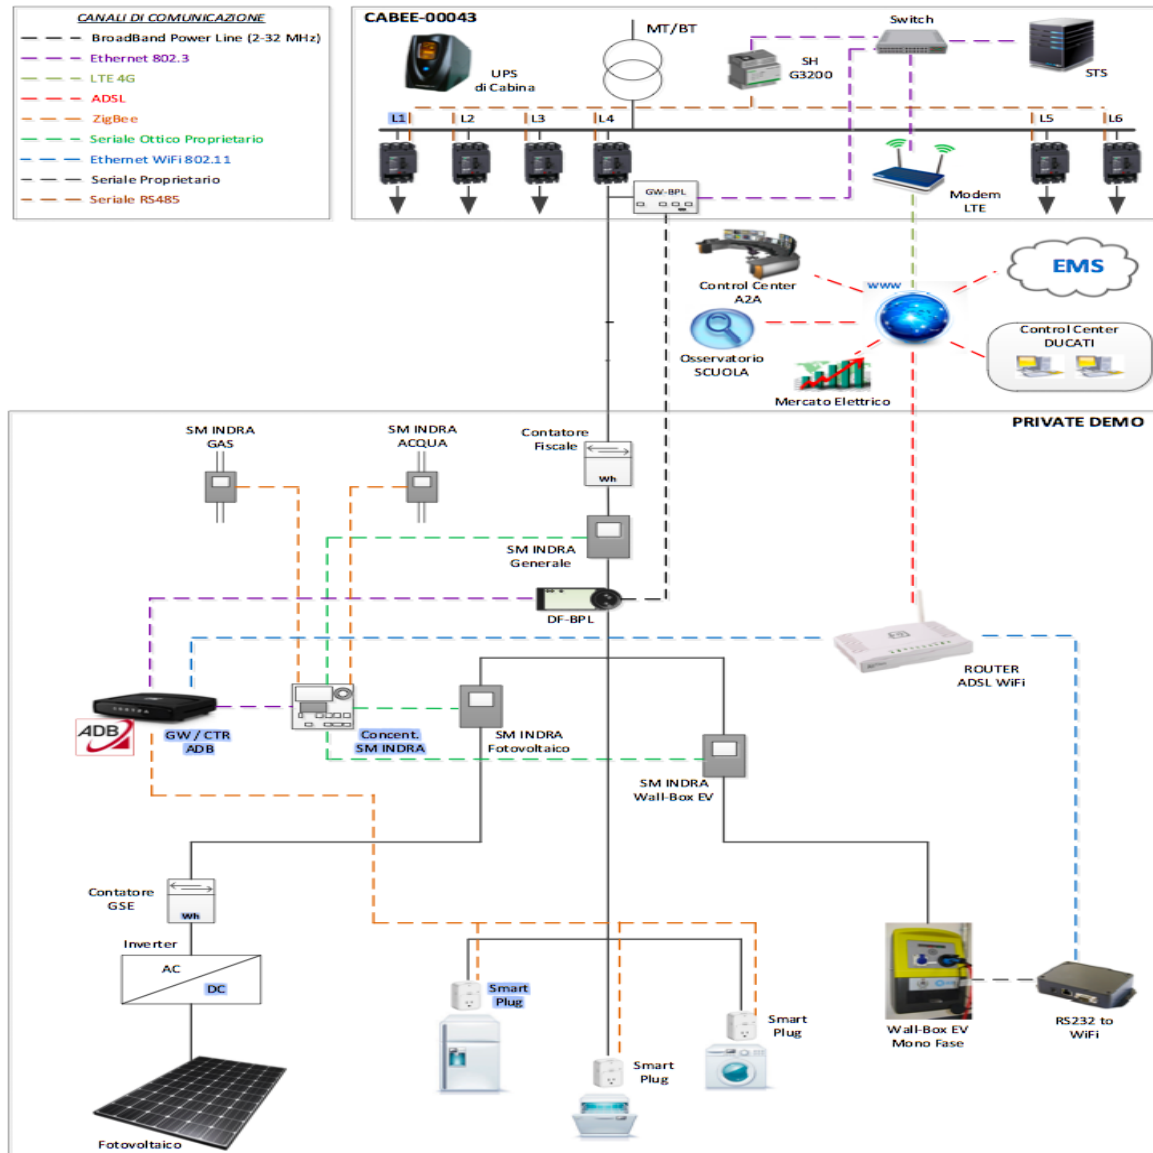 CANALI DI COMUNICAZIONE
BroadBand Power Line (2-32 MHz)
Ethernet 802.3
LTE 4G
ADSL
ZigBee
Seriale Ottico Proprietario
Ethernet WiFi 802.11
Seriale Proprietario
Seriale RS485
CABEE-00043
MT/BT
Switch
UPS
di Cabina
SH
G3200
STS
L1
L2
L3
L4
L5
L6
GW-BPL
Modem
LTE
Control Center
A2A
WWW
EMS
Osservatorio
SCUOLA
Control Center
DUCATI
Mercato Elettrico
PRIVATE DEMO
SM INDRA
GAS
SM INDRA
ACQUA
Contatore
Fiscale
Wh
SM INDRA
Generale
DF-BPL
ROUTER
ADSL WiFi
ADB
GW / CTR
ADB
Concent.
SM INDRA
SM INDRA
Fotovoltaico
SM INDRA
Wall-Box EV
Contatore
GSE
Wh
Inverter
AC
DC
Smart
Plug
Smart
Plug
Smart
Plug
Wall-Box EV
Mono Fase
RS232 to
WiFi
Fotovoltaico